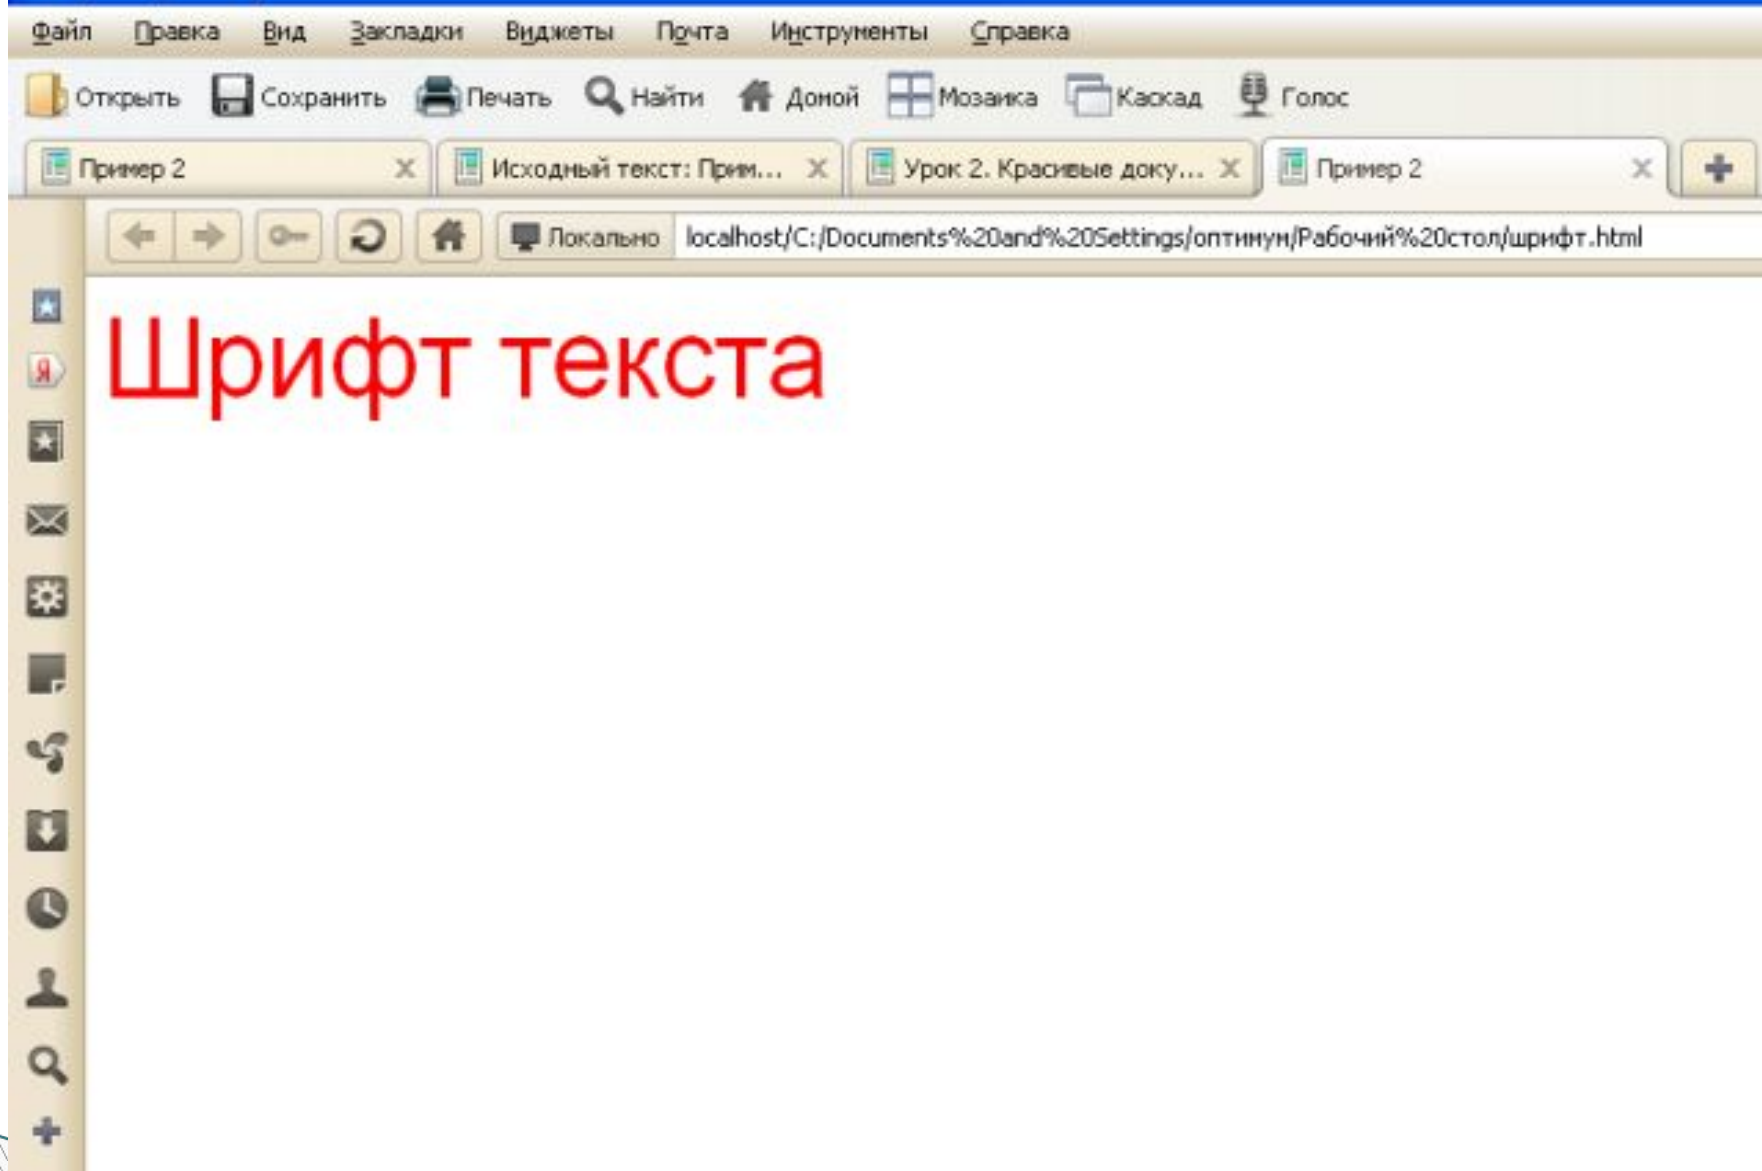 Файл Правка Вид Закладки Виджеты Почта Инструменты Справка
Открыть Сохранить Печать Найти Домой Мозаика Каскад Голос
Пример 2 Исходный текст: Прим... Урок 2. Красивые доку... Пример 2
Локально localhost/C:/Documents%20and%20Settings/оптимум/Рабочий%20стол/шрифт.html
Я
Шрифт текста